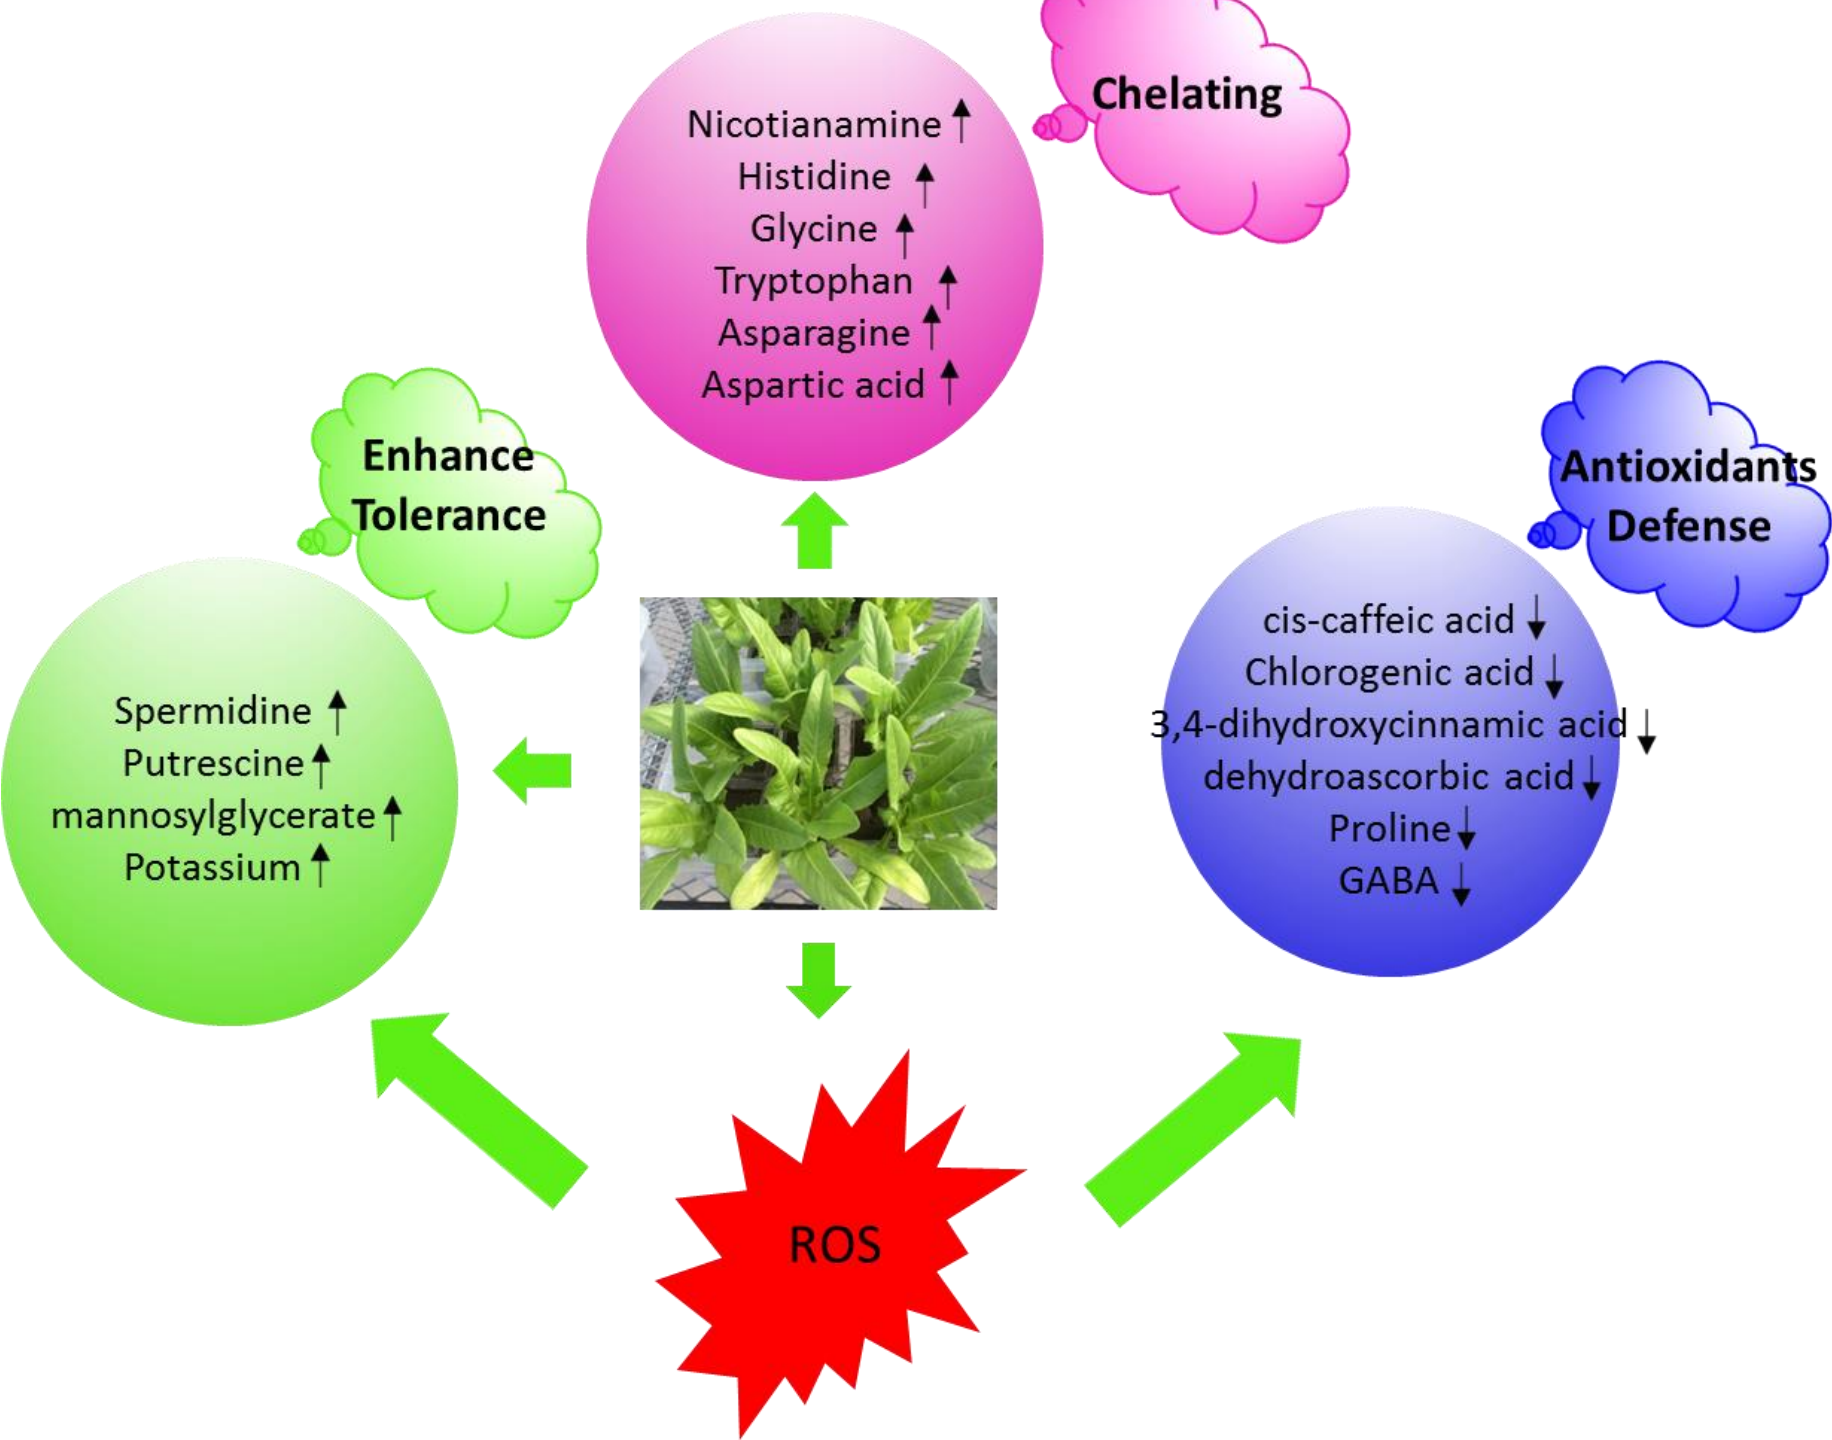 Chelating
Nicotianamine ↑
Histidine ↑
Glycine ↑
Tryptophan ↑
Asparagine ↑
Aspartic acid ↑
Enhance
Tolerance
Spermidine ↑
Putrescine ↑
mannosylglycerate ↑
Potassium ↑
Antioxidants
Defense
cis-caffeic acid ↓
Chlorogenic acid ↓
3,4-dihydroxycinnamic acid ↓
dehydroascorbic acid ↓
Proline ↓
GABA ↓
ROS